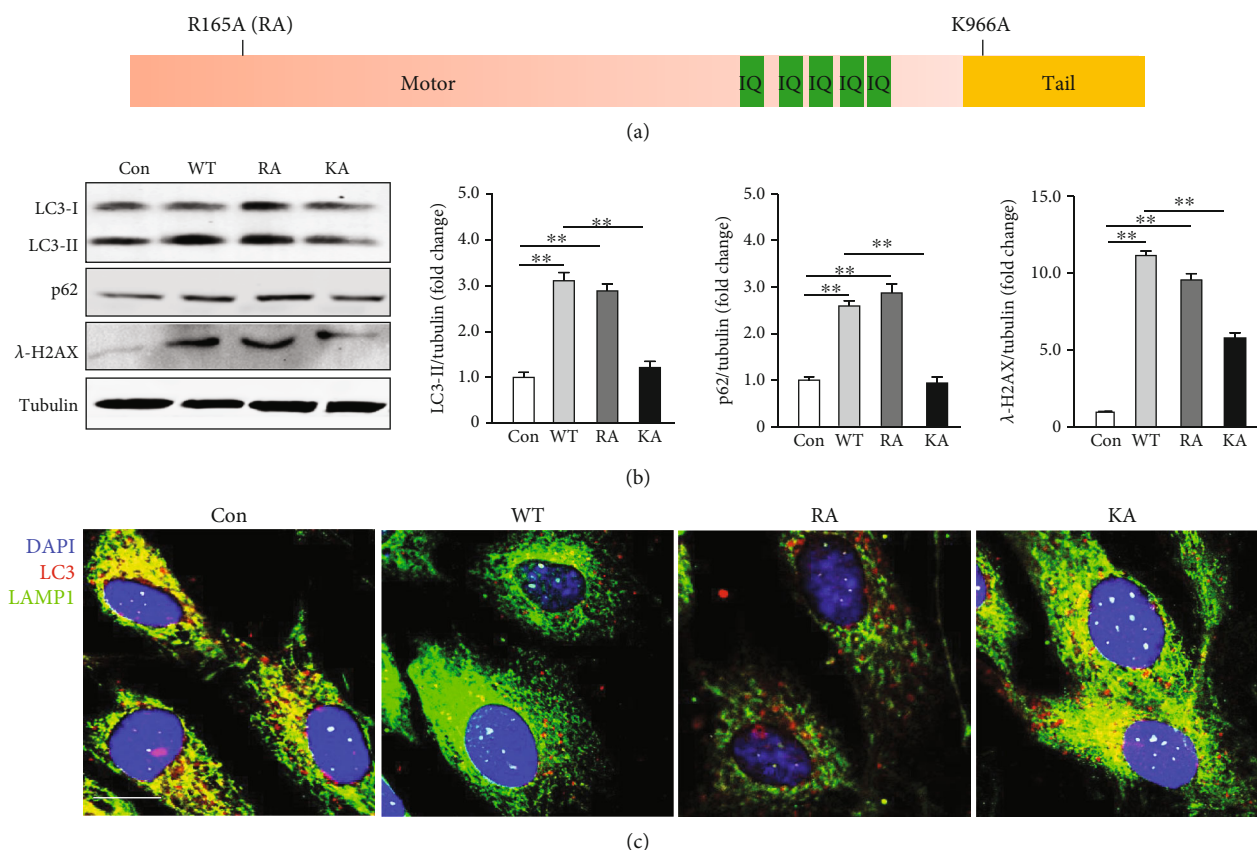 R165A (RA)
K966A
Motor
IQ
IQ
IQ
IQ
IQ
Tail
(a)
Con
WT
RA
KA
LC3-I
LC3-II
p62
λ-H2AX
Tubulin
LC3-II/tubulin (fold change)
5.0
4.0
3.0
2.0
1.0
0
**
**
**
Con
WT
RA
KA
p62/tubulin (fold change)
5.0
4.0
3.0
2.0
1.0
0
**
**
**
Con
WT
RA
KA
λ-H2AX/tubulin (fold change)
15.0
10.0
5.0
0
**
**
**
Con
WT
RA
KA
(b)
Con
WT
RA
KA
DAPI
LC3
LAMP1
(c)